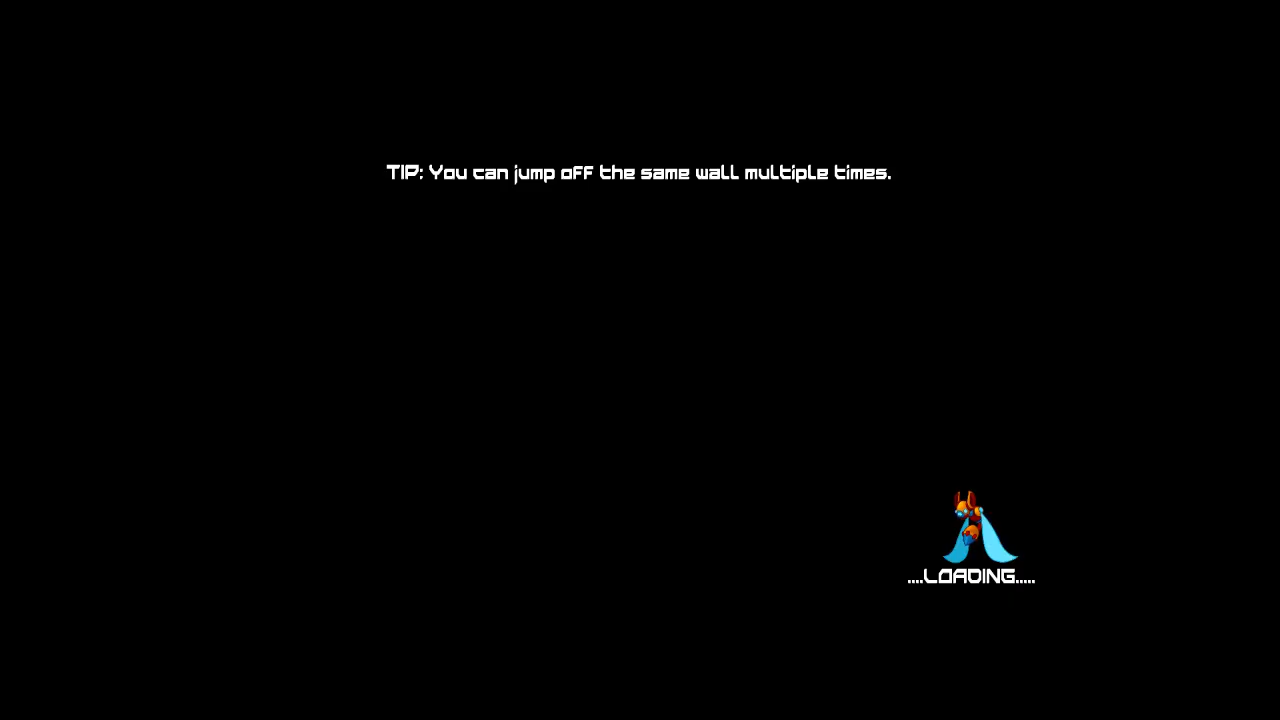 TIP: You can jump off the same wall multiple times.
....LOADING.....